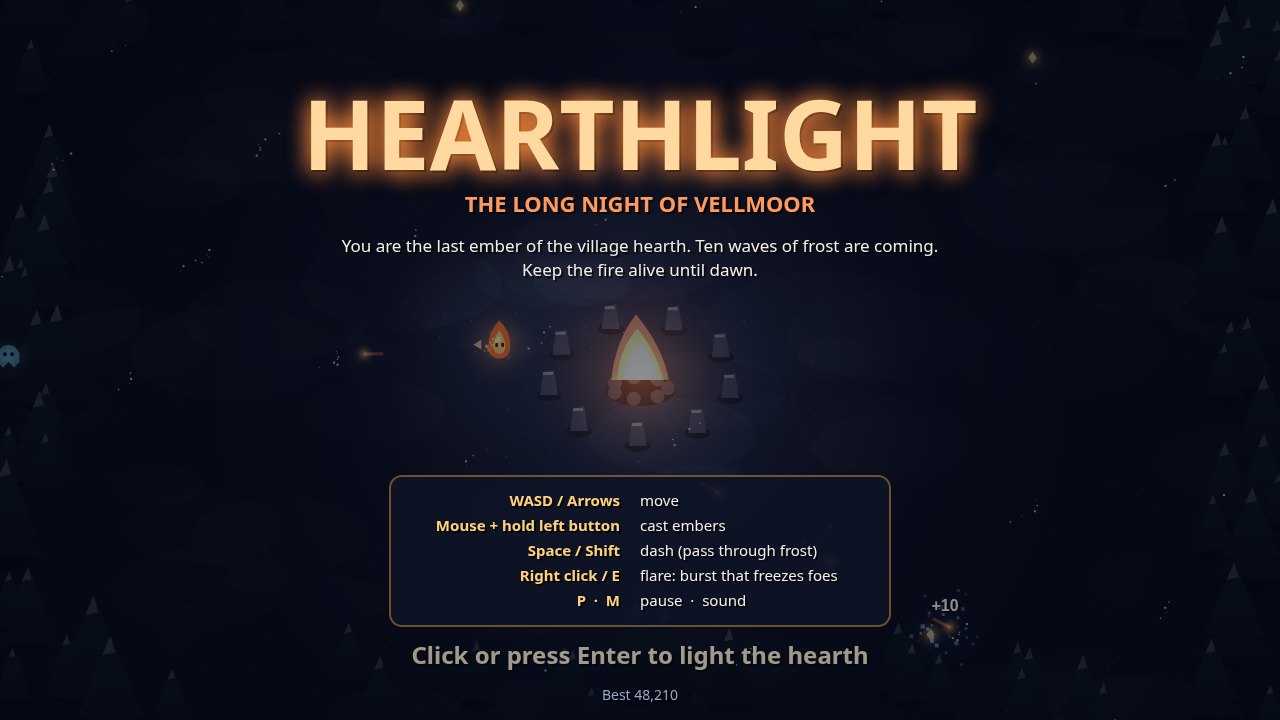 HEARTHLIGHT
THE LONG NIGHT OF VELLMOOR
You are the last ember of the village hearth. Ten waves of frost are coming.
Keep the fire alive until dawn.
WASD / Arrows move
Mouse + hold left button cast embers
Space / Shift dash (pass through frost)
Right click / E flare: burst that freezes foes
P · M pause · sound
+10
Click or press Enter to light the hearth
Best 48,210